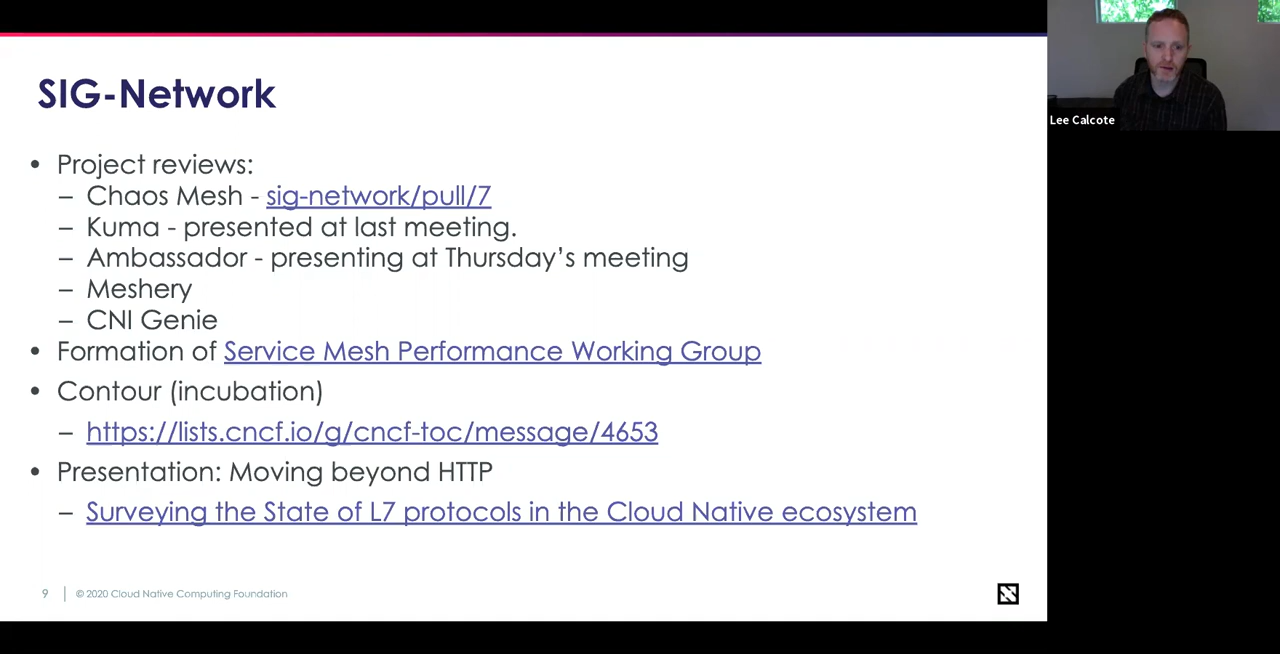 SIG-Network
• Project reviews:
– Chaos Mesh - sig-network/pull/7
– Kuma - presented at last meeting.
– Ambassador - presenting at Thursday’s meeting
– Meshery
– CNI Genie
• Formation of Service Mesh Performance Working Group
• Contour (incubation)
– https://lists.cncf.io/g/cncf-toc/message/4653
• Presentation: Moving beyond HTTP
– Surveying the State of L7 protocols in the Cloud Native ecosystem
9 | © 2020 Cloud Native Computing Foundation
Lee Calcote